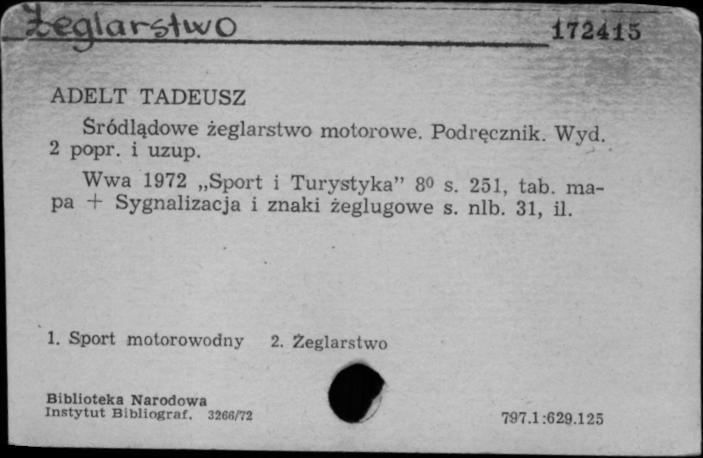 Żeglarstwo
172415
ADELT TADEUSZ
Śródlądowe żeglarstwo motorowe. Podręcznik. Wyd.
2 popr. i uzup.
Wwa 1972 „Sport i Turystyka” 8⁰ s. 251, tab. ma-
pa + Sygnalizacja i znaki żeglugowe s. nlb. 31, il.
1. Sport motorowodny 2. Żeglarstwo
Biblioteka Narodowa
Instytut Bibliograf. 3266/72
797.1:629.125